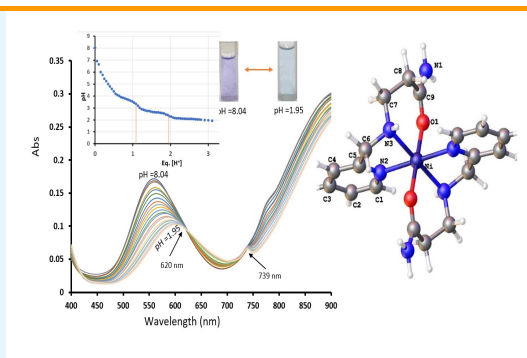 9
8
7
6
5
4
3
2
1
0
pH
0
1
2
3
Eq. [H⁺]
pH =8.04
pH =1.95
0.35
0.3
0.25
0.2
0.15
0.1
0.05
0
Abs
pH =8.04
pH =1.95
620 nm
739 nm
400
450
500
550
600
650
700
750
800
850
900
Wavelength (nm)
N1
C8
C9
C7
O1
C6
N3
C5
C4
N2
Ni
C3
C2
C1